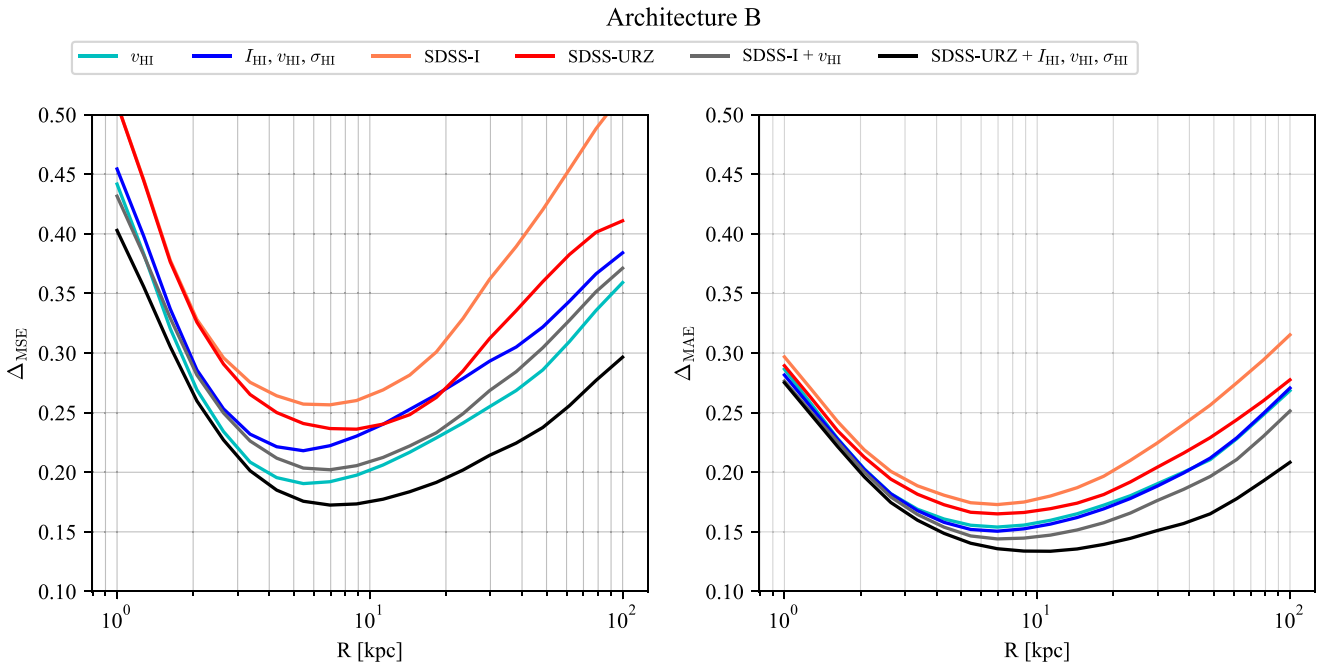 Architecture B
v_HI I_HI, v_HI, σ_HI SDSS-I SDSS-URZ SDSS-I + v_HI SDSS-URZ + I_HI, v_HI, σ_HI
Δ_MSE
0.50
0.45
0.40
0.35
0.30
0.25
0.20
0.15
0.10
10^0 10^1 10^2
R [kpc]
Δ_MAE
0.50
0.45
0.40
0.35
0.30
0.25
0.20
0.15
0.10
10^0 10^1 10^2
R [kpc]